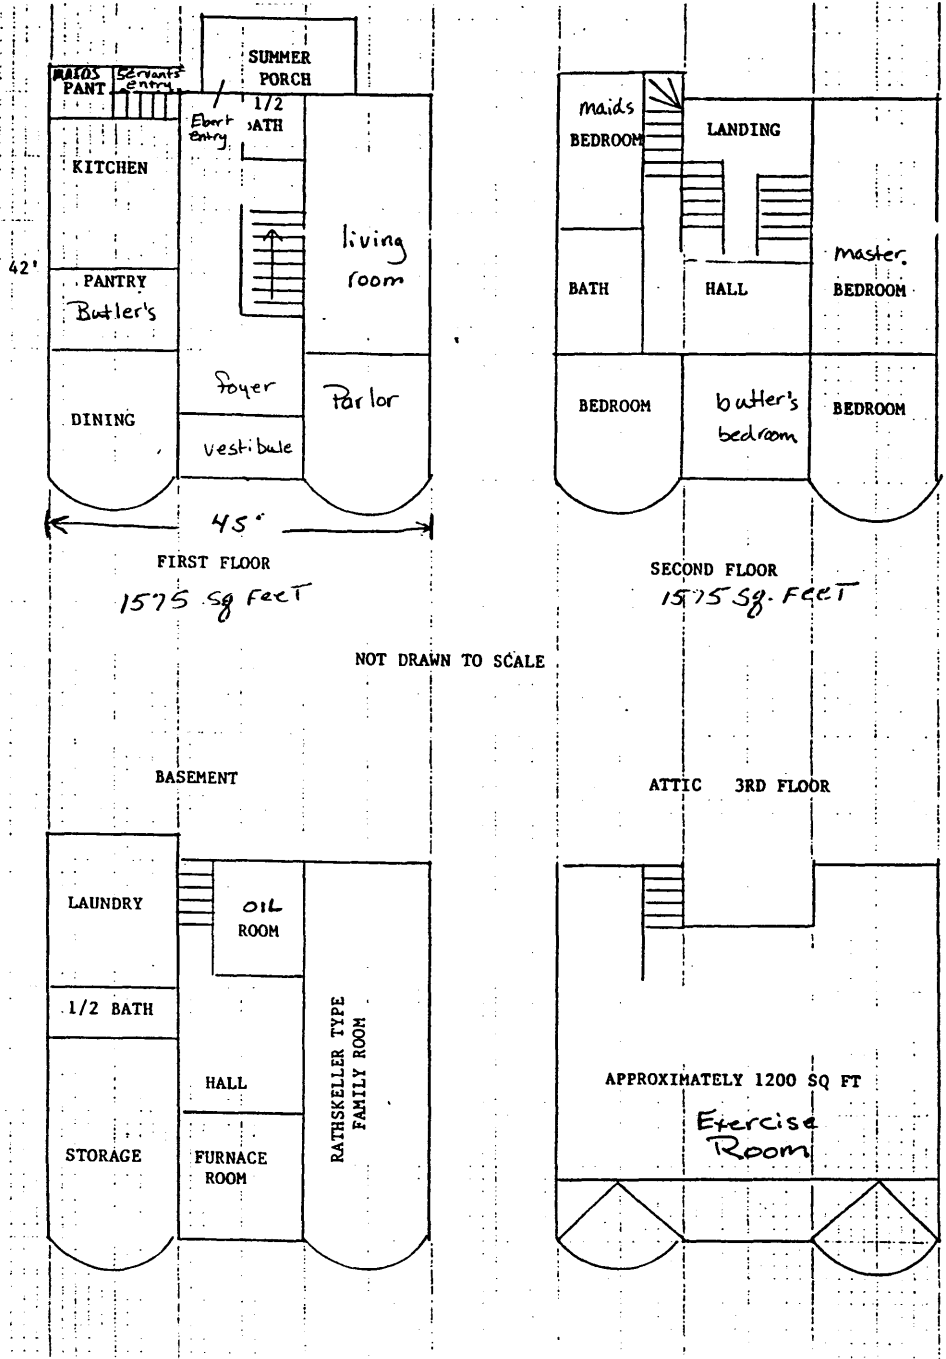 SUMMER
PORCH
MAIDS
PANT
Servants'
entry
1/2
ATH
Ebert
Entry
KITCHEN
living
room
42'
PANTRY
Butler's
foyer
Parlor
DINING
vestibule
45'
FIRST FLOOR
1575 Sq FeeT
maids
BEDROOM
LANDING
master
BEDROOM
BATH
HALL
BEDROOM
butler's
bedroom
BEDROOM
SECOND FLOOR
1575 Sq. FeeT
NOT DRAWN TO SCALE
BASEMENT
LAUNDRY
OIL
ROOM
1/2 BATH
RATHSKELLER TYPE
FAMILY ROOM
HALL
STORAGE
FURNACE
ROOM
ATTIC 3RD FLOOR
APPROXIMATELY 1200 SQ FT
Exercise
Room